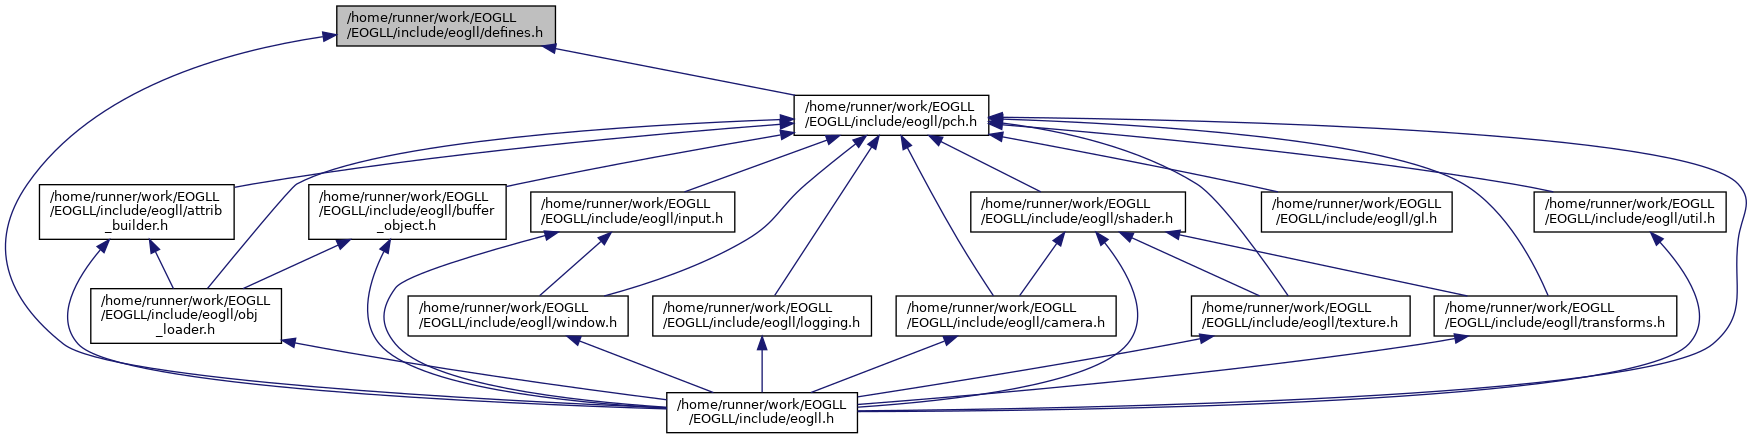 /home/runner/work/EOGLL
/EOGLL/include/eogll/defines.h
/home/runner/work/EOGLL
/EOGLL/include/eogll/pch.h
/home/runner/work/EOGLL
/EOGLL/include/eogll/attrib
_builder.h
/home/runner/work/EOGLL
/EOGLL/include/eogll/buffer
_object.h
/home/runner/work/EOGLL
/EOGLL/include/eogll/input.h
/home/runner/work/EOGLL
/EOGLL/include/eogll/shader.h
/home/runner/work/EOGLL
/EOGLL/include/eogll/gl.h
/home/runner/work/EOGLL
/EOGLL/include/eogll/util.h
/home/runner/work/EOGLL
/EOGLL/include/eogll/obj
_loader.h
/home/runner/work/EOGLL
/EOGLL/include/eogll/window.h
/home/runner/work/EOGLL
/EOGLL/include/eogll/logging.h
/home/runner/work/EOGLL
/EOGLL/include/eogll/camera.h
/home/runner/work/EOGLL
/EOGLL/include/eogll/texture.h
/home/runner/work/EOGLL
/EOGLL/include/eogll/transforms.h
/home/runner/work/EOGLL
/EOGLL/include/eogll.h